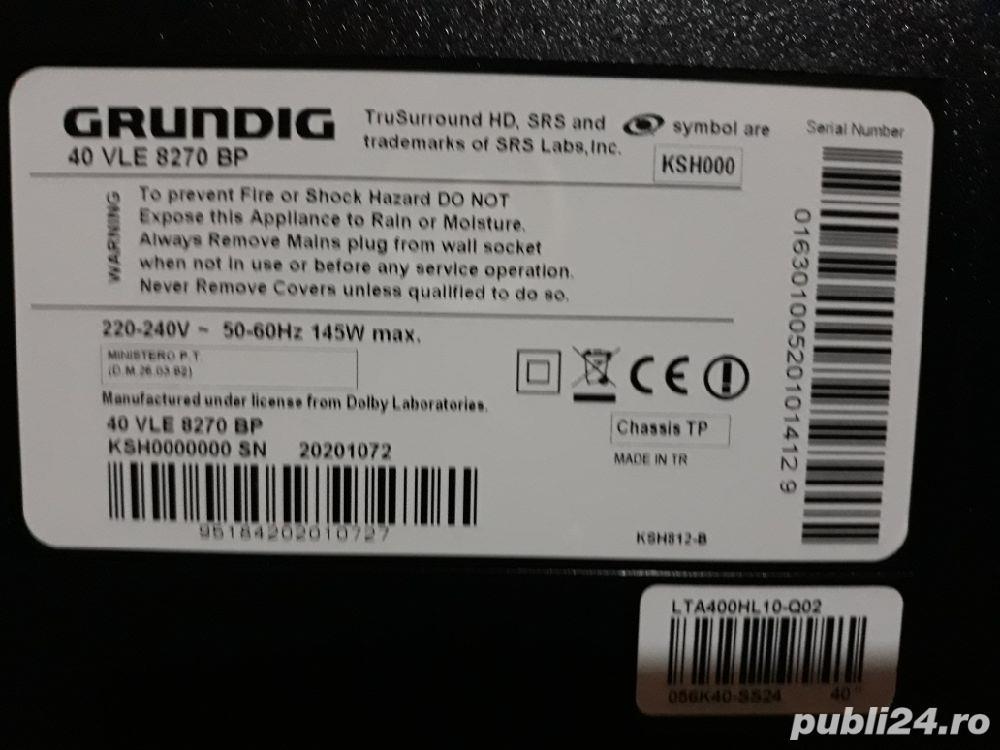 GRUNDIG
40 VLE 8270 BP
TruSurround HD, SRS and symbol are
trademarks of SRS Labs,Inc.
KSH000
Serial Number
WARNING
To prevent Fire or Shock Hazard DO NOT
Expose this Appliance to Rain or Moisture.
Always Remove Mains plug from wall socket
when not in use or before any service operation.
Never Remove Covers unless qualified to do so.
016301005201014129
220-240V ~ 50-60Hz 145W max.
MINISTERO P.T.
(D.M.26.03.92)
Manufactured under license from Dolby Laboratories.
40 VLE 8270 BP
KSH0000000 SN 20201072
95184202010727
CE
Chassis TP
MADE IN TR
KSH812-B
LTA400HL10-Q02
056K40-SS24 40"
publi24.ro